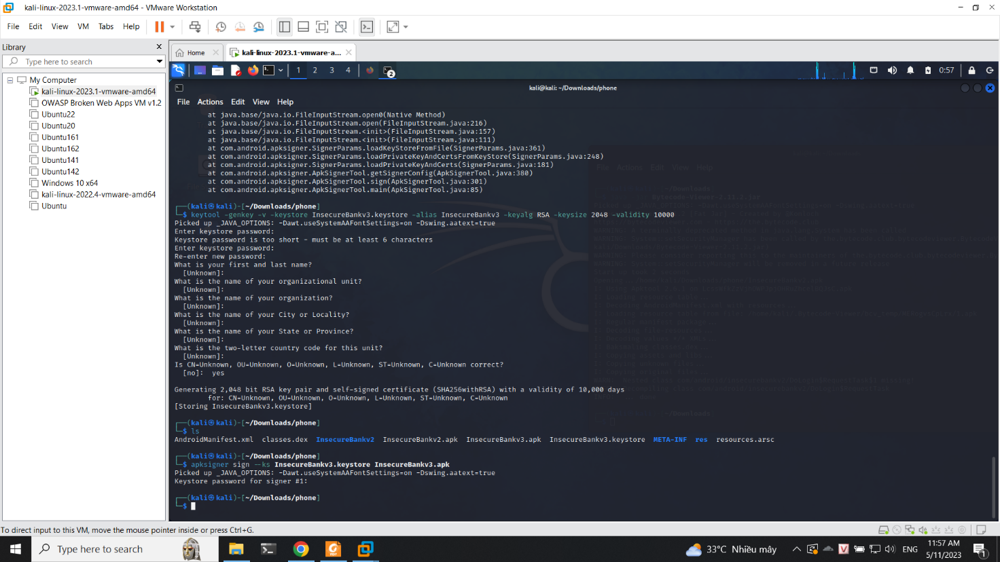 kali-linux-2023.1-vmware-amd64 - VMware Workstation
File Edit View VM Tabs Help
Library
Type here to search
My Computer
kali-linux-2023.1-vmware-amd64
OWASP Broken Web Apps VM v1.2
Ubuntu22
Ubuntu20
Ubuntu161
Ubuntu162
Ubuntu141
Ubuntu142
Windows 10 x64
kali-linux-2022.4-vmware-amd64
Ubuntu
Home
kali-linux-2023.1-vmware-a...
1 2 3 4
2
0:57
kali@kali: ~/Downloads/phone
File Actions Edit View Help
at java.base/java.io.FileInputStream.open0(Native Method)
at java.base/java.io.FileInputStream.open(FileInputStream.java:216)
at java.base/java.io.FileInputStream.<init>(FileInputStream.java:157)
at java.base/java.io.FileInputStream.<init>(FileInputStream.java:111)
at com.android.apksigner.SignerParams.loadKeyStoreFromFile(SignerParams.java:361)
at com.android.apksigner.SignerParams.loadPrivateKeyAndCertsFromKeyStore(SignerParams.java:248)
at com.android.apksigner.SignerParams.loadPrivateKeyAndCerts(SignerParams.java:181)
at com.android.apksigner.ApkSignerTool.getSignerConfig(ApkSignerTool.java:380)
at com.android.apksigner.ApkSignerTool.sign(ApkSignerTool.java:301)
at com.android.apksigner.ApkSignerTool.main(ApkSignerTool.java:85)
┌──(kali㉿kali)-[~/Downloads/phone]
└─$ keytool -genkey -v -keystore InsecureBankv3.keystore -alias InsecureBankv3 -keyalg RSA -keysize 2048 -validity 10000
Picked up _JAVA_OPTIONS: -Dawt.useSystemAAFontSettings=on -Dswing.aatext=true
Enter keystore password:
Keystore password is too short - must be at least 6 characters
Enter keystore password:
Re-enter new password:
What is your first and last name?
[Unknown]:
What is the name of your organizational unit?
[Unknown]:
What is the name of your organization?
[Unknown]:
What is the name of your City or Locality?
[Unknown]:
What is the name of your State or Province?
[Unknown]:
What is the two-letter country code for this unit?
[Unknown]:
Is CN=Unknown, OU=Unknown, O=Unknown, L=Unknown, ST=Unknown, C=Unknown correct?
[no]: yes
Generating 2,048 bit RSA key pair and self-signed certificate (SHA256withRSA) with a validity of 10,000 days
for: CN=Unknown, OU=Unknown, O=Unknown, L=Unknown, ST=Unknown, C=Unknown
[Storing InsecureBankv3.keystore]
┌──(kali㉿kali)-[~/Downloads/phone]
└─$ ls
AndroidManifest.xml classes.dex InsecureBankv2 InsecureBankv2.apk InsecureBankv3.apk InsecureBankv3.keystore META-INF res resources.arsc
┌──(kali㉿kali)-[~/Downloads/phone]
└─$ apksigner sign --ks InsecureBankv3.keystore InsecureBankv3.apk
Picked up _JAVA_OPTIONS: -Dawt.useSystemAAFontSettings=on -Dswing.aatext=true
Keystore password for signer #1:
┌──(kali㉿kali)-[~/Downloads/phone]
└─$
To direct input to this VM, move the mouse pointer inside or press Ctrl+G.
Type here to search
33°C Nhiều mây
ENG
11:57 AM
5/11/2023
1